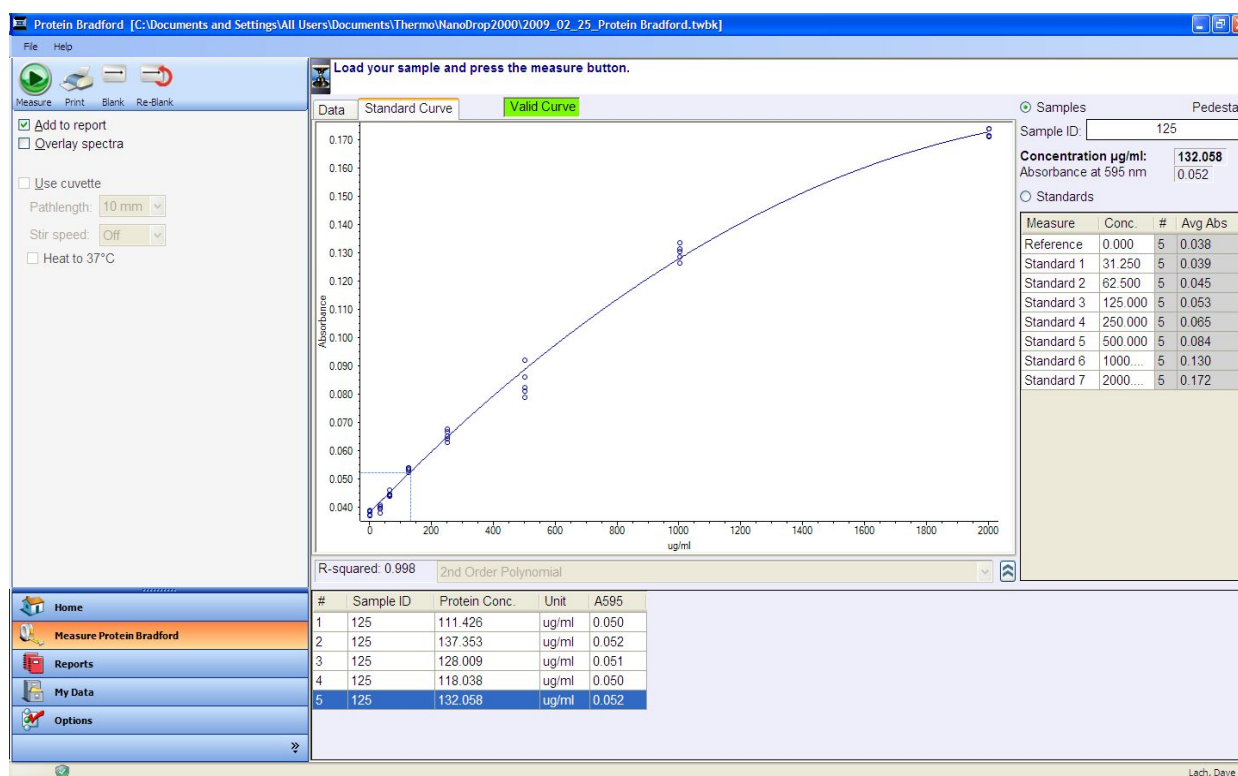 Protein Bradford [C:\Documents and Settings\All Users\Documents\Thermo\NanoDrop2000\2009_02_25_Protein Bradford.twbk]
File Help
Measure Print Blank Re-Blank
Add to report
Overlay spectra
Use cuvette
Pathlength: 10 mm
Stir speed: Off
Heat to 37°C
Load your sample and press the measure button.
Data Standard Curve Valid Curve
0.170
0.160
0.150
0.140
0.130
0.120
0.110
0.100
0.090
0.080
0.070
0.060
0.050
0.040
Absorbance
0 200 400 600 800 1000 1200 1400 1600 1800 2000
ug/ml
R-squared: 0.998 2nd Order Polynomial
Samples Pedesta
Sample ID: 125
Concentration µg/ml: 132.058
Absorbance at 595 nm 0.052
Standards
Measure Conc. # Avg Abs
Reference 0.000 5 0.038
Standard 1 31.250 5 0.039
Standard 2 62.500 5 0.045
Standard 3 125.000 5 0.053
Standard 4 250.000 5 0.065
Standard 5 500.000 5 0.084
Standard 6 1000.... 5 0.130
Standard 7 2000.... 5 0.172
Home
Measure Protein Bradford
Reports
My Data
Options
# Sample ID Protein Conc. Unit A595
1 125 111.426 ug/ml 0.050
2 125 137.353 ug/ml 0.052
3 125 128.009 ug/ml 0.051
4 125 118.038 ug/ml 0.050
5 125 132.058 ug/ml 0.052
Lach, Dave